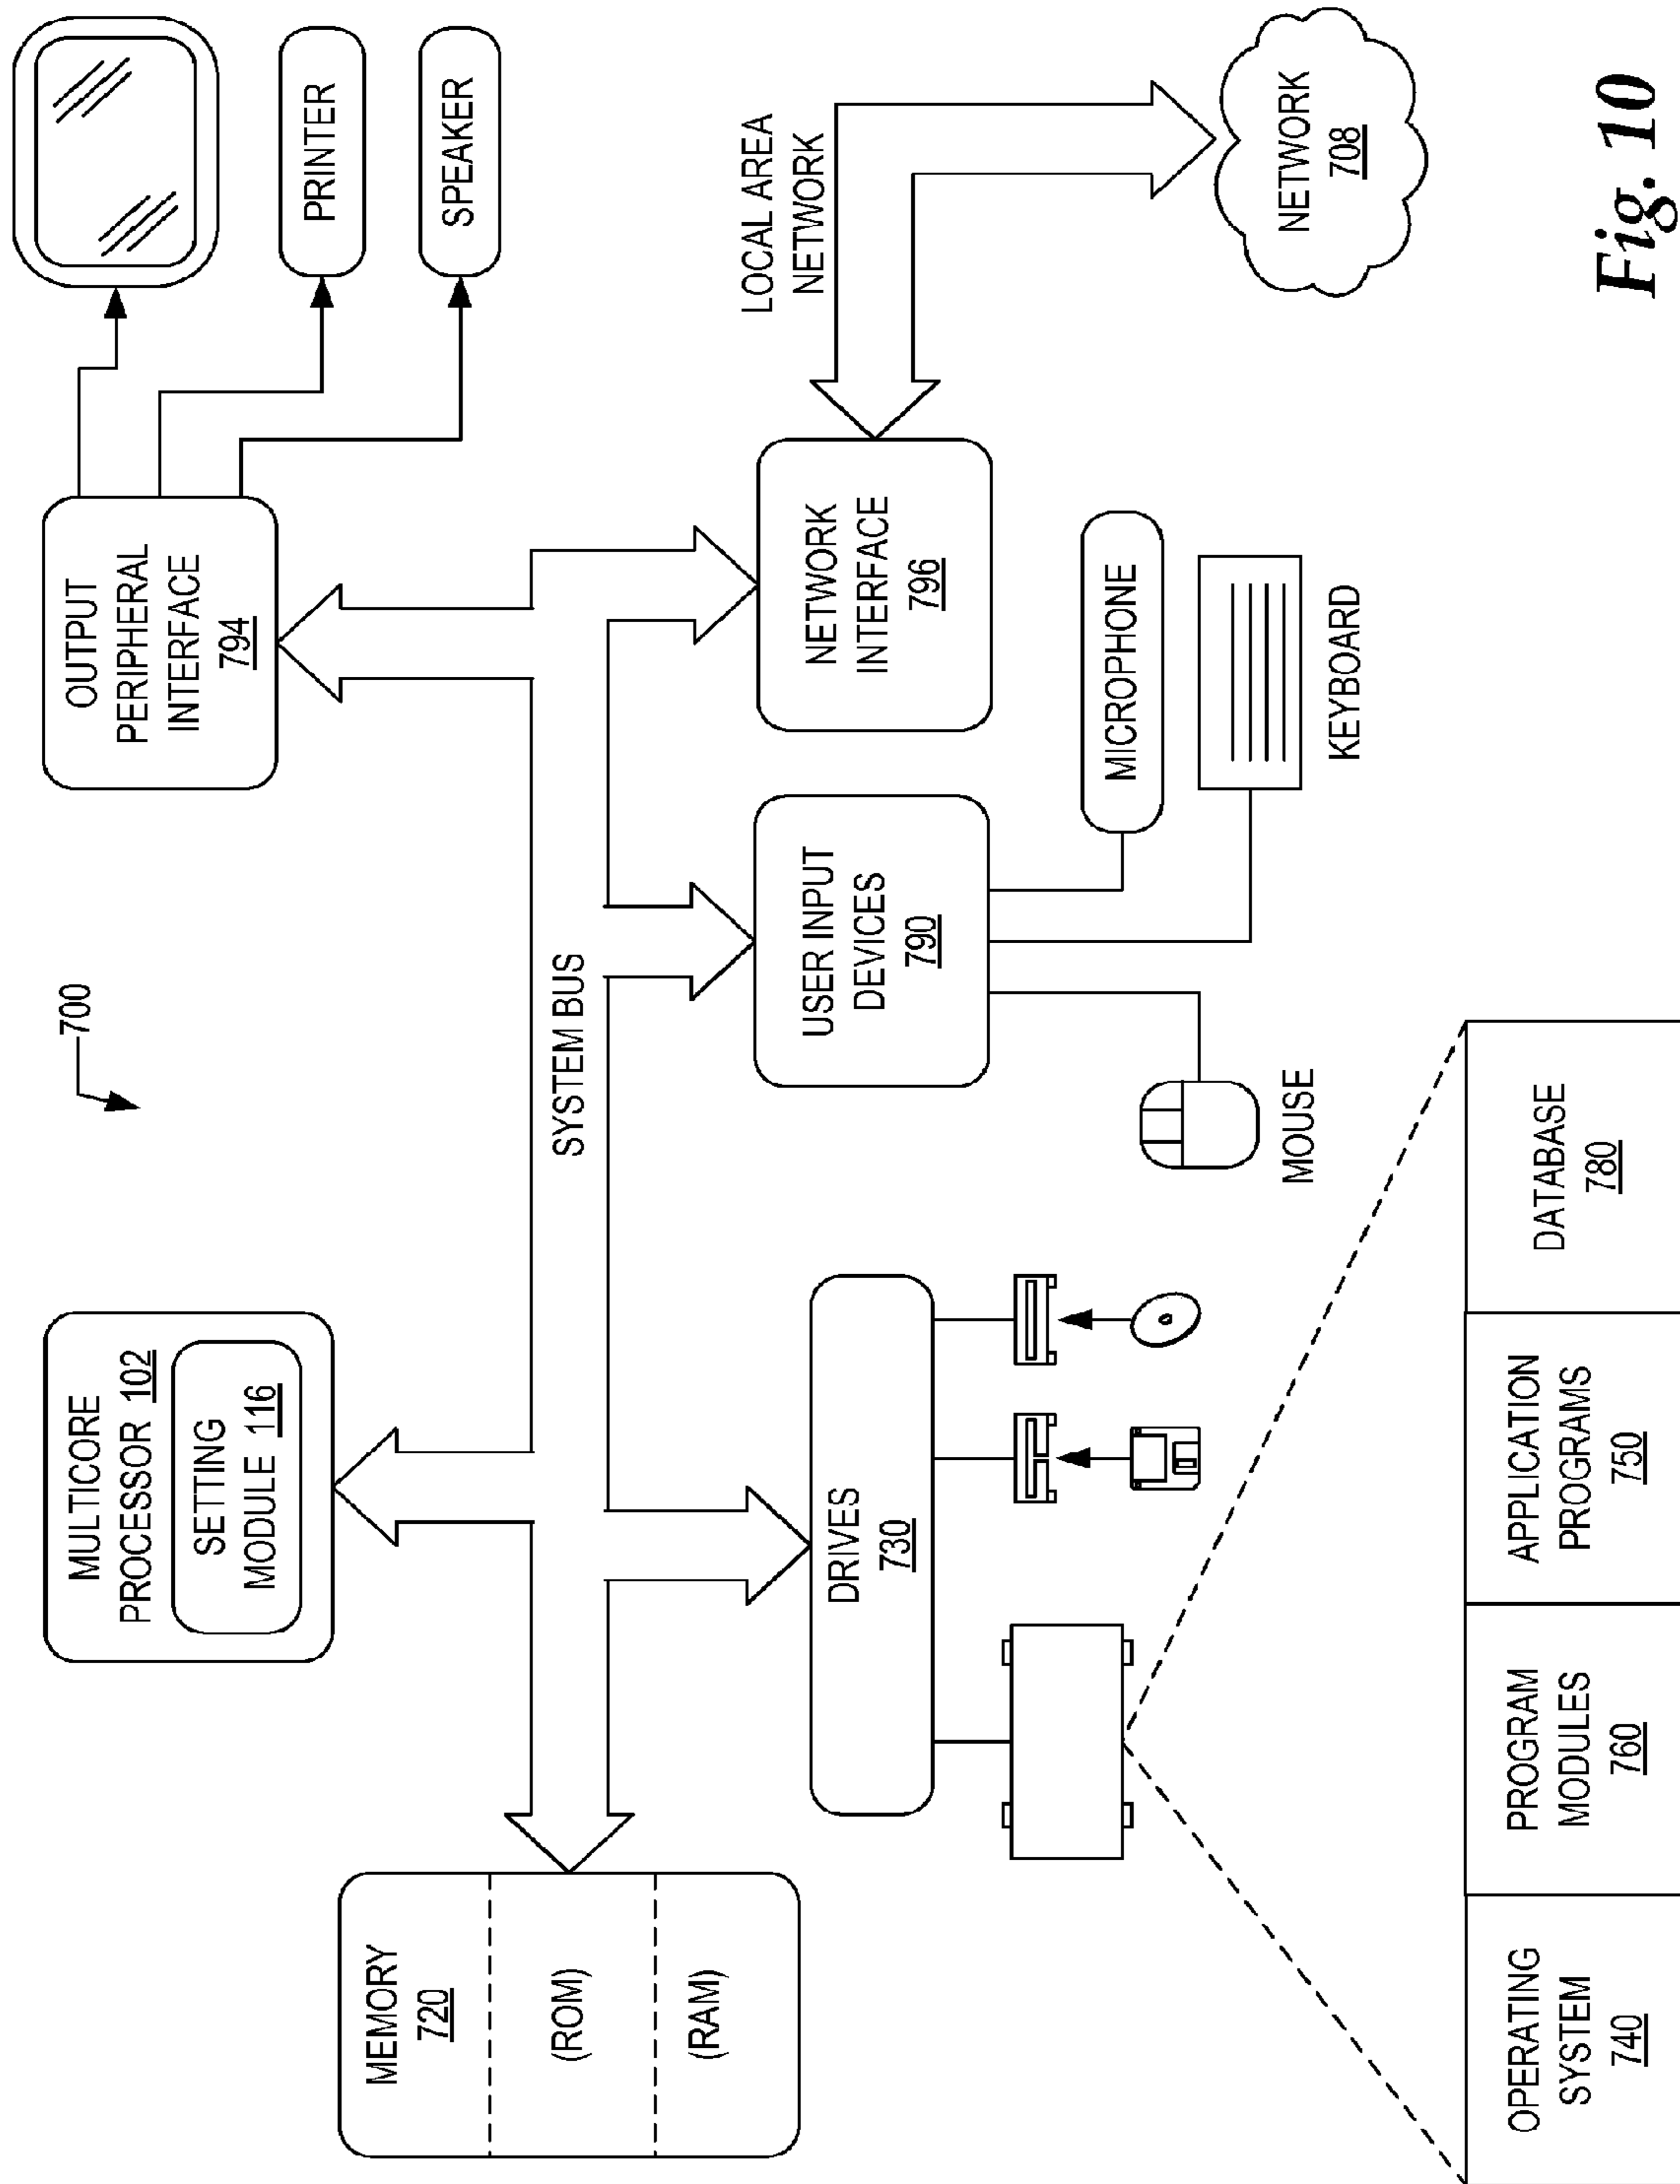 700
MULTICORE
PROCESSOR 102
SETTING
MODULE 116
OUTPUT
PERIPHERAL
INTERFACE
794
PRINTER
SPEAKER
MEMORY
720
(ROM)
(RAM)
SYSTEM BUS
DRIVES
730
USER INPUT
DEVICES
790
NETWORK
INTERFACE
796
LOCAL AREA
NETWORK
NETWORK
708
MOUSE
MICROPHONE
KEYBOARD
OPERATING
SYSTEM
740
PROGRAM
MODULES
760
APPLICATION
PROGRAMS
750
DATABASE
780
Fig. 10